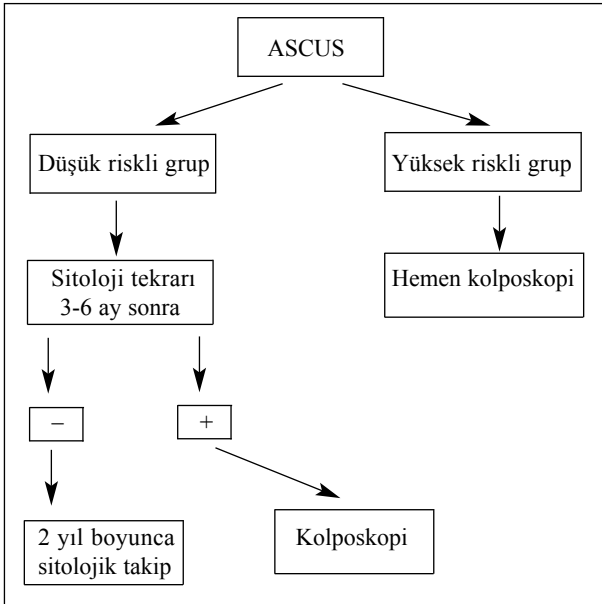 ASCUS
Düşük riskli grup
Yüksek riskli grup
Sitoloji tekrarı
3-6 ay sonra
Hemen kolposkopi
–
+
2 yıl boyunca
sitolojik takip
Kolposkopi